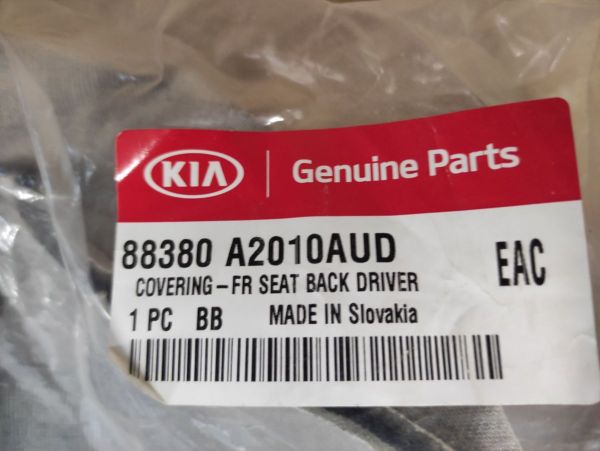 KIA Genuine Parts
88380 A2010AUD
COVERING-FR SEAT BACK DRIVER
EAC
1 PC BB MADE IN Slovakia